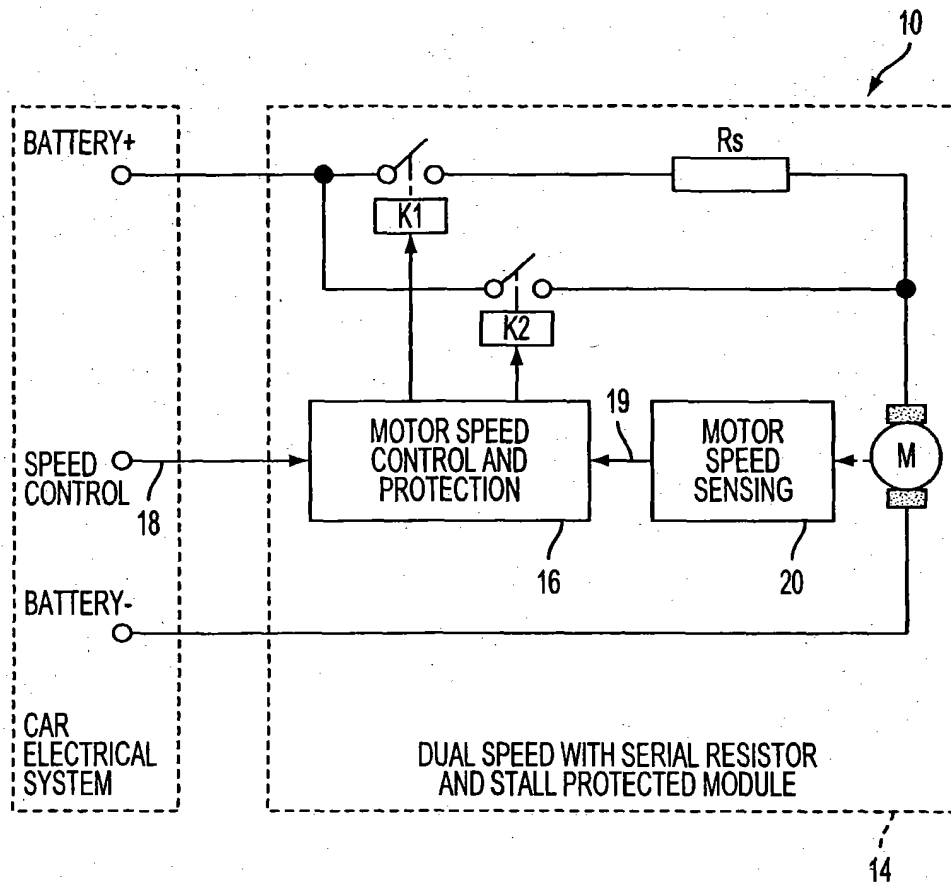 10
BATTERY+
Rs
K1
K2
19
MOTOR SPEED
CONTROL AND
PROTECTION
MOTOR
SPEED
SENSING
M
SPEED
CONTROL
18
16
20
BATTERY-
CAR
ELECTRICAL
SYSTEM
DUAL SPEED WITH SERIAL RESISTOR
AND STALL PROTECTED MODULE
14